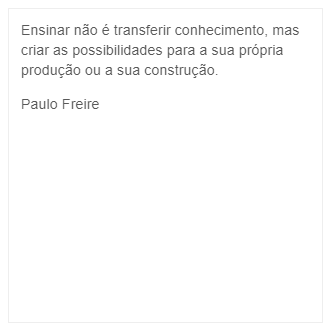 Ensinar não é transferir conhecimento, mas
criar as possibilidades para a sua própria
produção ou a sua construção.
Paulo Freire